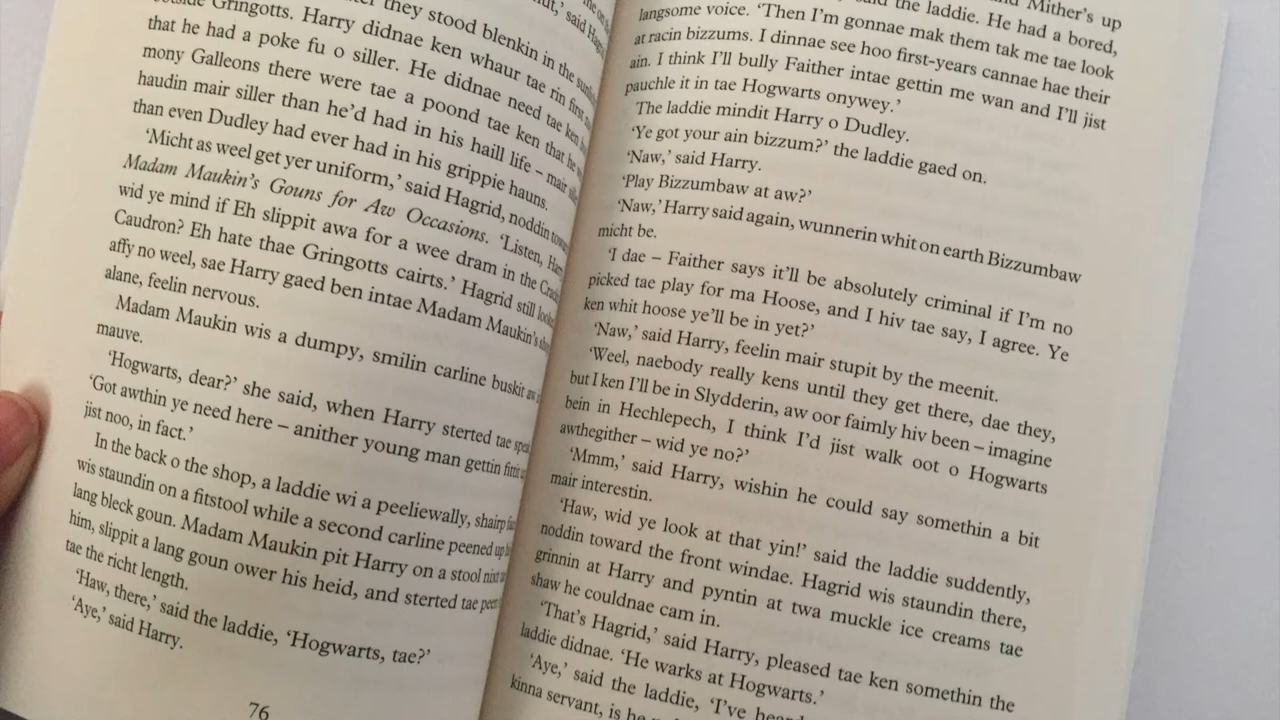 they stood blenkin in the
Gringotts. Harry didnae ken whaur tae rin first
that he had a poke fu o siller. He didnae need tae ken
mony Galleons there were tae a poond tae ken that he
haudin mair siller than he'd had in his haill life – mair
than even Dudley had ever had in his grippie hauns.
'Micht as weel get yer uniform,' said Hagrid, noddin
Madam Maukin's Gouns for Aw Occasions. 'Listen,
wid ye mind if Eh slippit awa for a wee dram in the
Caudron? Eh hate thae Gringotts cairts.' Hagrid still
affy no weel, sae Harry gaed ben intae Madam Maukin's
alane, feelin nervous.
Madam Maukin wis a dumpy, smilin carline buskit
mauve.
'Hogwarts, dear?' she said, when Harry sterted tae
'Got awthin ye need here – anither young man gettin
jist noo, in fact.'
In the back o the shop, a laddie wi a peeliewally, shairp
wis staundin on a fitstool while a second carline peened up
lang bleck goun. Madam Maukin pit Harry on a stool
him, slippit a lang goun ower his heid, and sterted tae
tae the richt length.
'Haw, there,' said the laddie, 'Hogwarts, tae?'
'Aye,' said Harry.
76
Mither's up
the laddie. He had a bored,
langsome voice. 'Then I'm gonnae mak them tak me tae look
at racin bizzums. I dinnae see hoo first-years cannae hae their
ain. I think I'll bully Faither intae gettin me wan and I'll jist
pauchle it in tae Hogwarts onywey.'
The laddie mindit Harry o Dudley.
'Ye got your ain bizzum?' the laddie gaed on.
'Naw,' said Harry.
'Play Bizzumbaw at aw?'
'Naw,' Harry said again, wunnerin whit on earth Bizzumbaw
micht be.
'I dae – Faither says it'll be absolutely criminal if I'm no
picked tae play for ma Hoose, and I hiv tae say, I agree. Ye
ken whit hoose ye'll be in yet?'
'Naw,' said Harry, feelin mair stupit by the meenit.
'Weel, naebody really kens until they get there, dae they,
but I ken I'll be in Slydderin, aw oor faimly hiv been – imagine
bein in Hechlepech, I think I'd jist walk oot o Hogwarts
awthegither – wid ye no?'
'Mmm,' said Harry, wishin he could say somethin a bit
mair interestin.
'Haw, wid ye look at that yin!' said the laddie suddenly,
noddin toward the front windae. Hagrid wis staundin there,
grinnin at Harry and pyntin at twa muckle ice creams tae
shaw he couldnae cam in.
'That's Hagrid,' said Harry, pleased tae ken somethin the
laddie didnae. 'He warks at Hogwarts.'
'Aye,' said the laddie, 'I've
kinna servant, is he